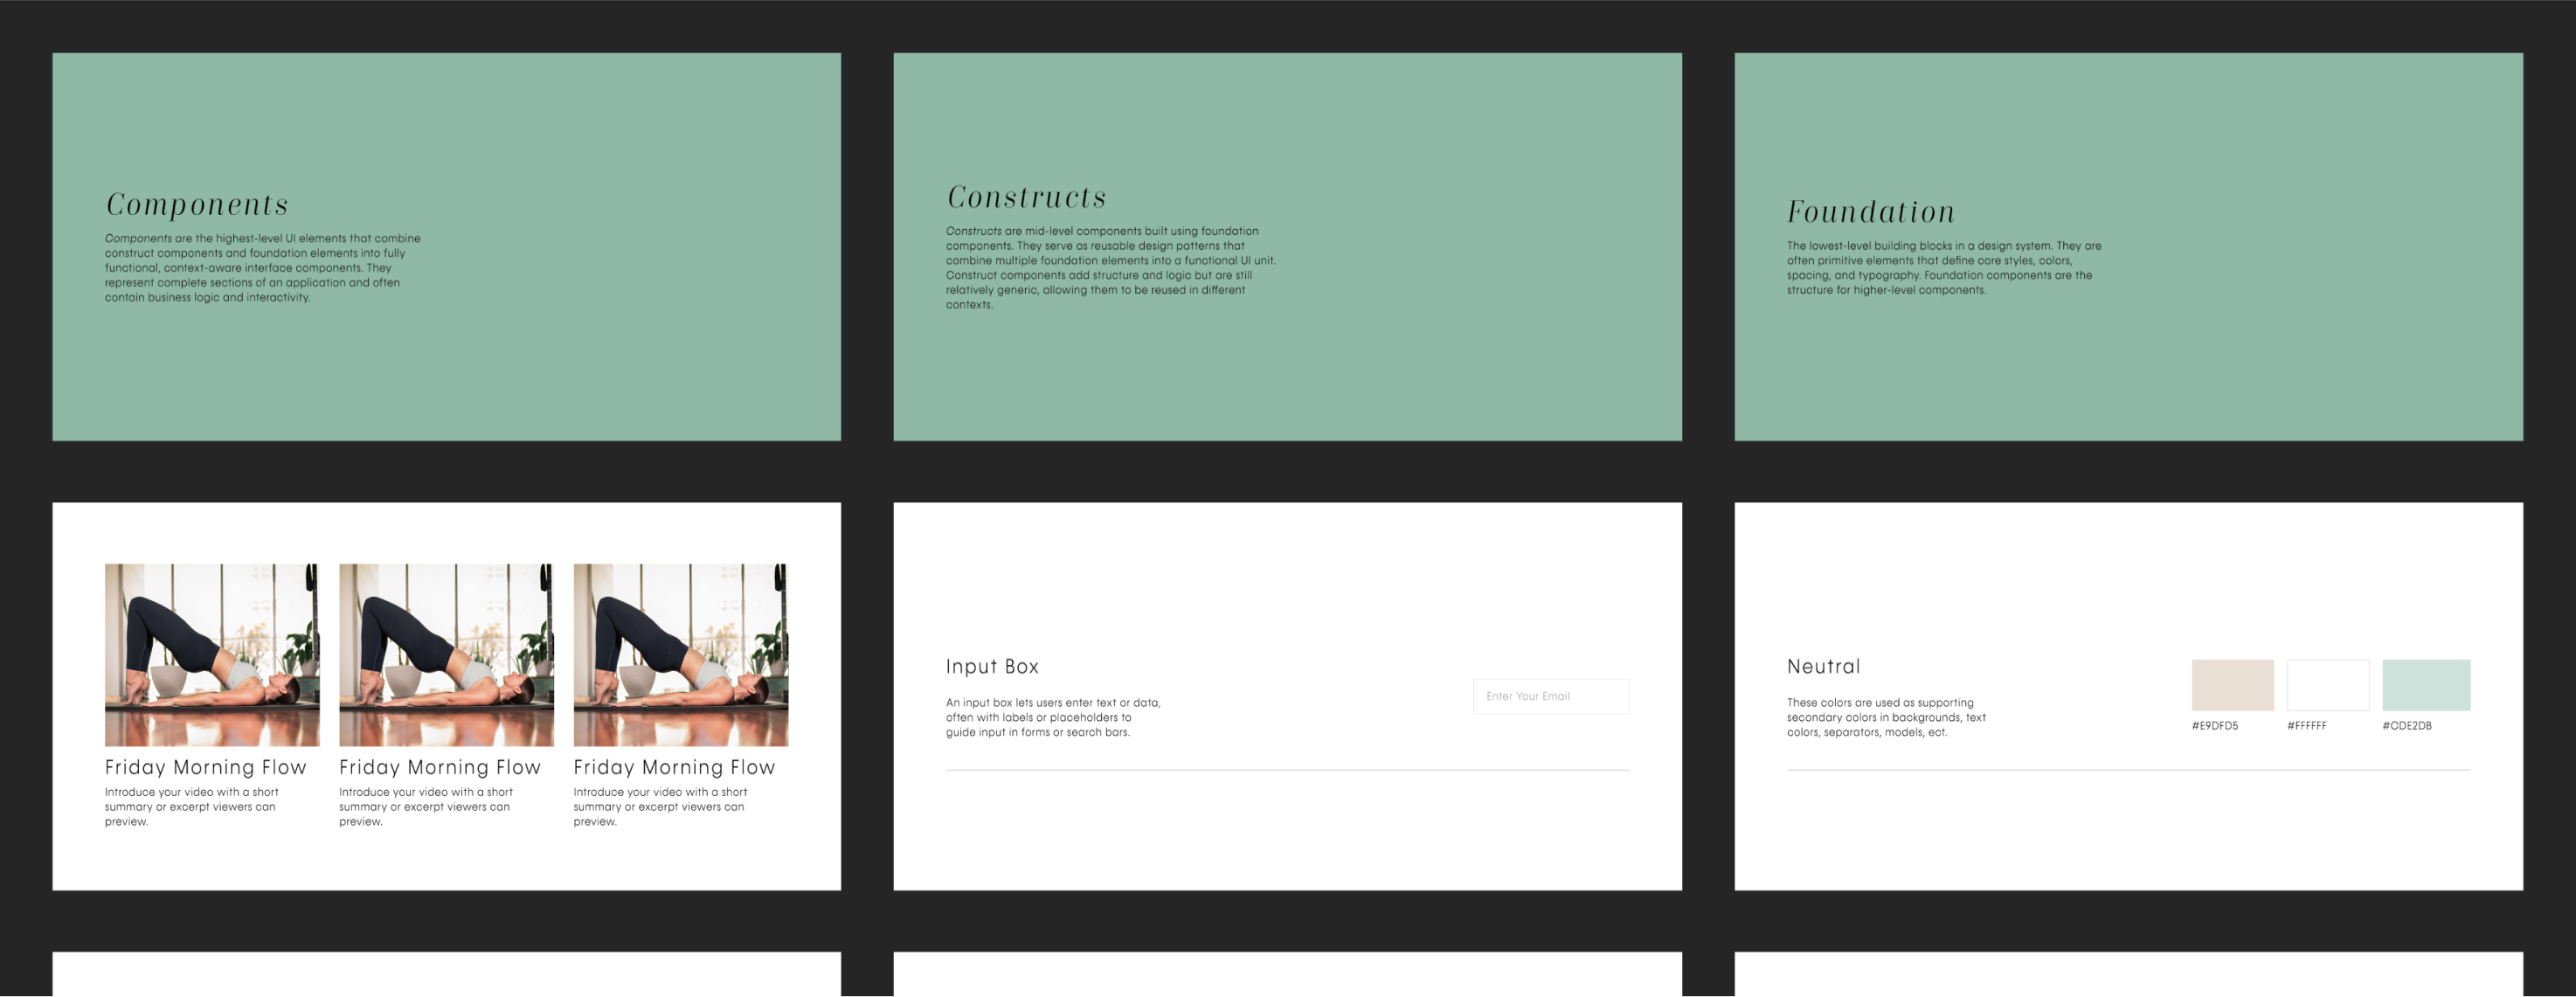 Components
Components are the highest-level UI elements that combine
construct components and foundation elements into fully
functional, context-aware interface components. They
represent complete sections of an application and often
contain business logic and interactivity.
Constructs
Constructs are mid-level components built using foundation
components. They serve as reusable design patterns that
combine multiple foundation elements into a functional UI unit.
Construct components add structure and logic but are still
relatively generic, allowing them to be reused in different
contexts.
Foundation
The lowest-level building blocks in a design system. They are
often primitive elements that define core styles, colors,
spacing, and typography. Foundation components are the
structure for higher-level components.
Friday Morning Flow
Introduce your video with a short
summary or excerpt viewers can
preview.
Friday Morning Flow
Introduce your video with a short
summary or excerpt viewers can
preview.
Friday Morning Flow
Introduce your video with a short
summary or excerpt viewers can
preview.
Input Box
An input box lets users enter text or data,
often with labels or placeholders to
guide input in forms or search bars.
Enter Your Email
Neutral
These colors are used as supporting
secondary colors in backgrounds, text
colors, separators, models, ect.
#E9DFD5
#FFFFFF
#CDE2DB